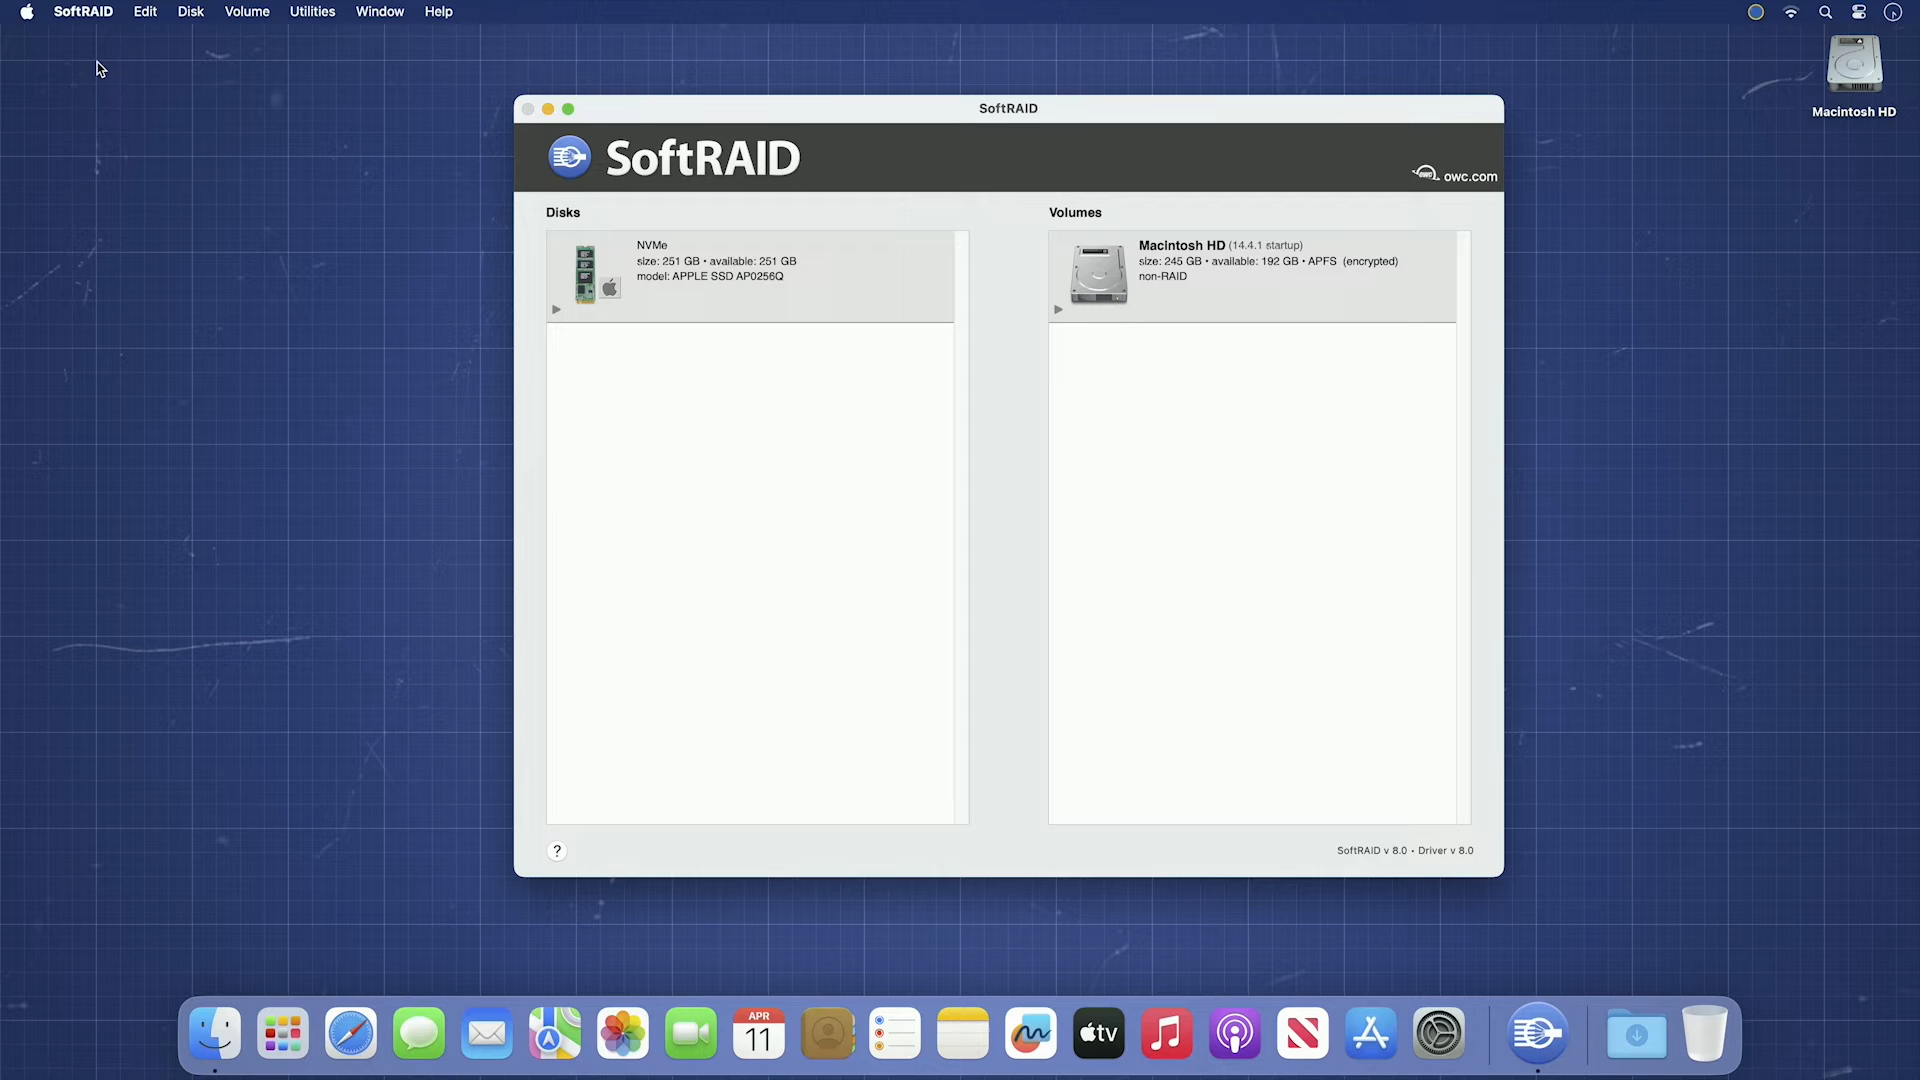 SoftRAID Edit Disk Volume Utilities Window Help
Macintosh HD
SoftRAID
SoftRAID
OWC owc.com
Disks
NVMe
size: 251 GB • available: 251 GB
model: APPLE SSD AP0256Q
Volumes
Macintosh HD (14.4.1 startup)
size: 245 GB • available: 192 GB • APFS (encrypted)
non-RAID
?
SoftRAID v 8.0 • Driver v 8.0
APR
11
tv